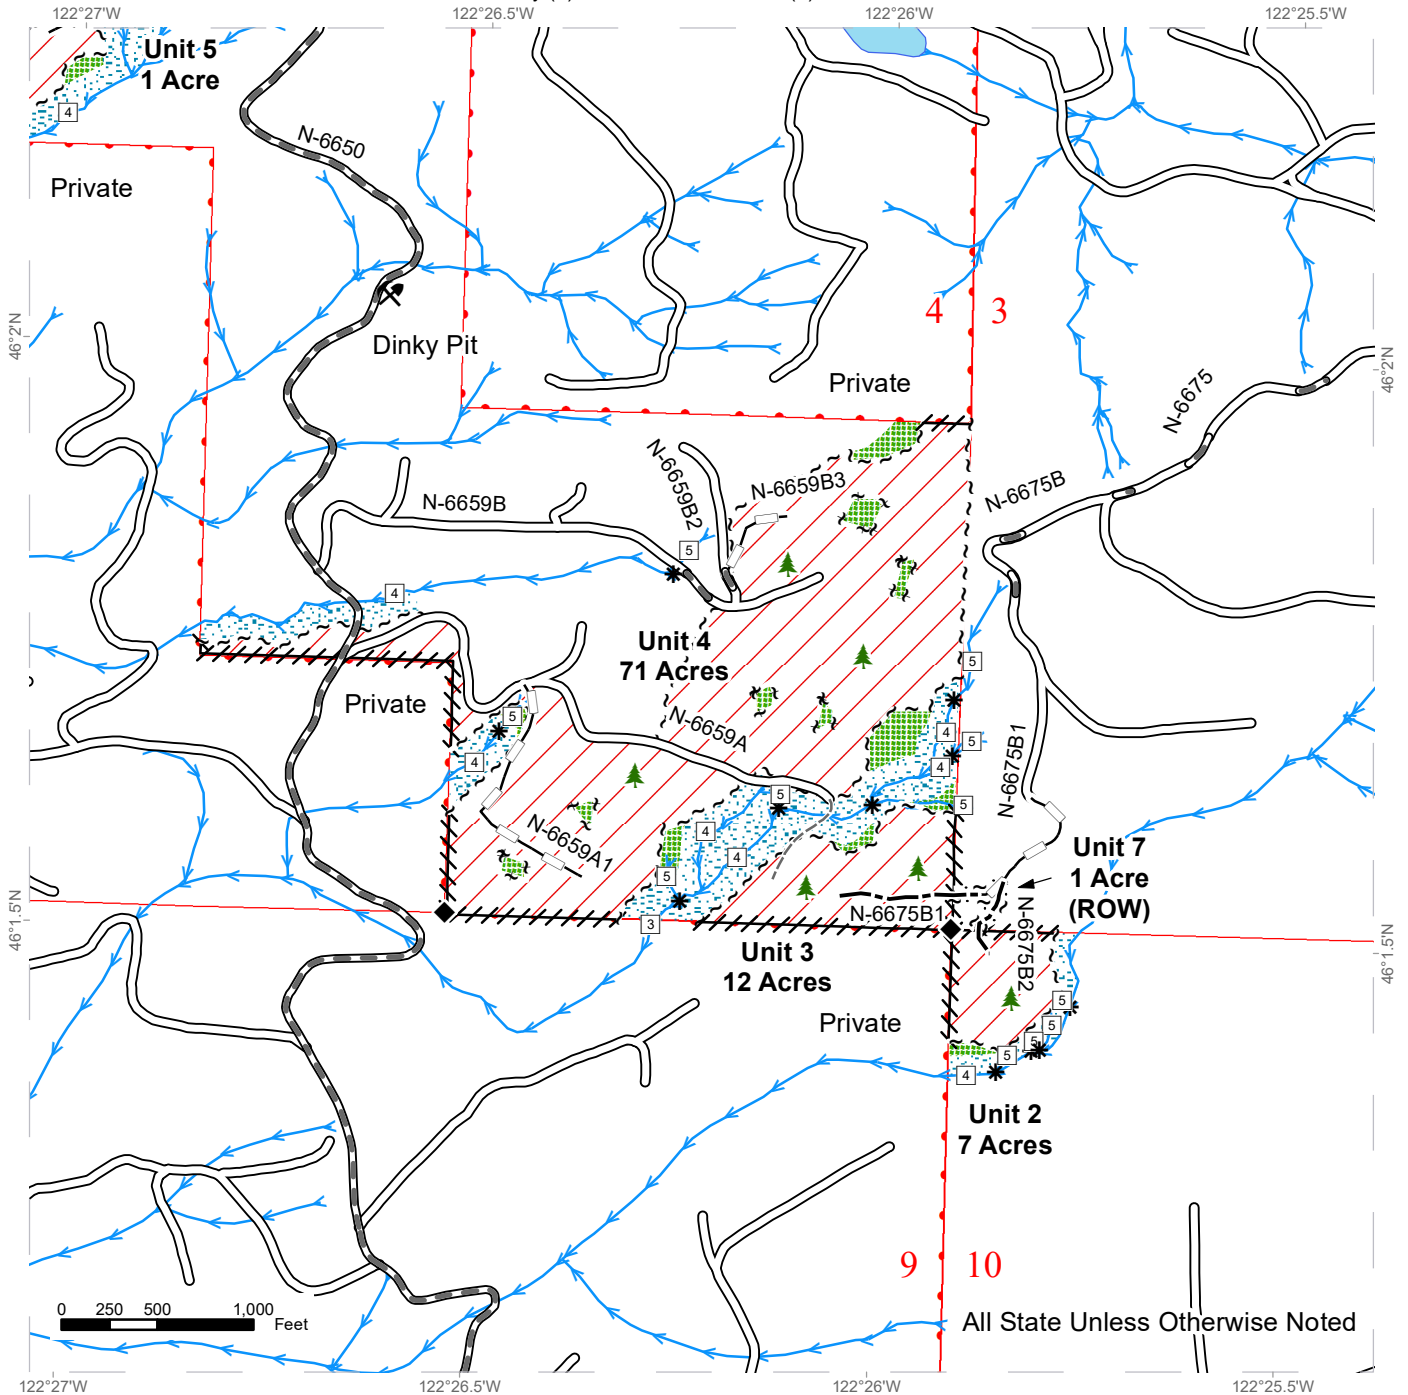 122°27'W
122°26.5'W
122°26'W
122°25.5'W
Unit 5
1 Acre
4
N-6650
Private
4
3
46°2'N
46°2'N
Dinky Pit
Private
N-6675
N-6659B2
N-6659B3
N-6659B
N-6675B
5
4
Unit 4
71 Acres
5
Private
5
N-6659A
4
5
4
4
N-6675B1
5
5
4
N-6659A1
4
5
Unit 7
1 Acre
(ROW)
46°1.5'N
46°1.5'N
3
N-6675B1
N-6675B2
Unit 3
12 Acres
5
Private
5
5
5
4
Unit 2
7 Acres
9
10
0
250
500
1,000
Feet
All State Unless Otherwise Noted
122°27'W
122°26.5'W
122°26'W
122°25.5'W